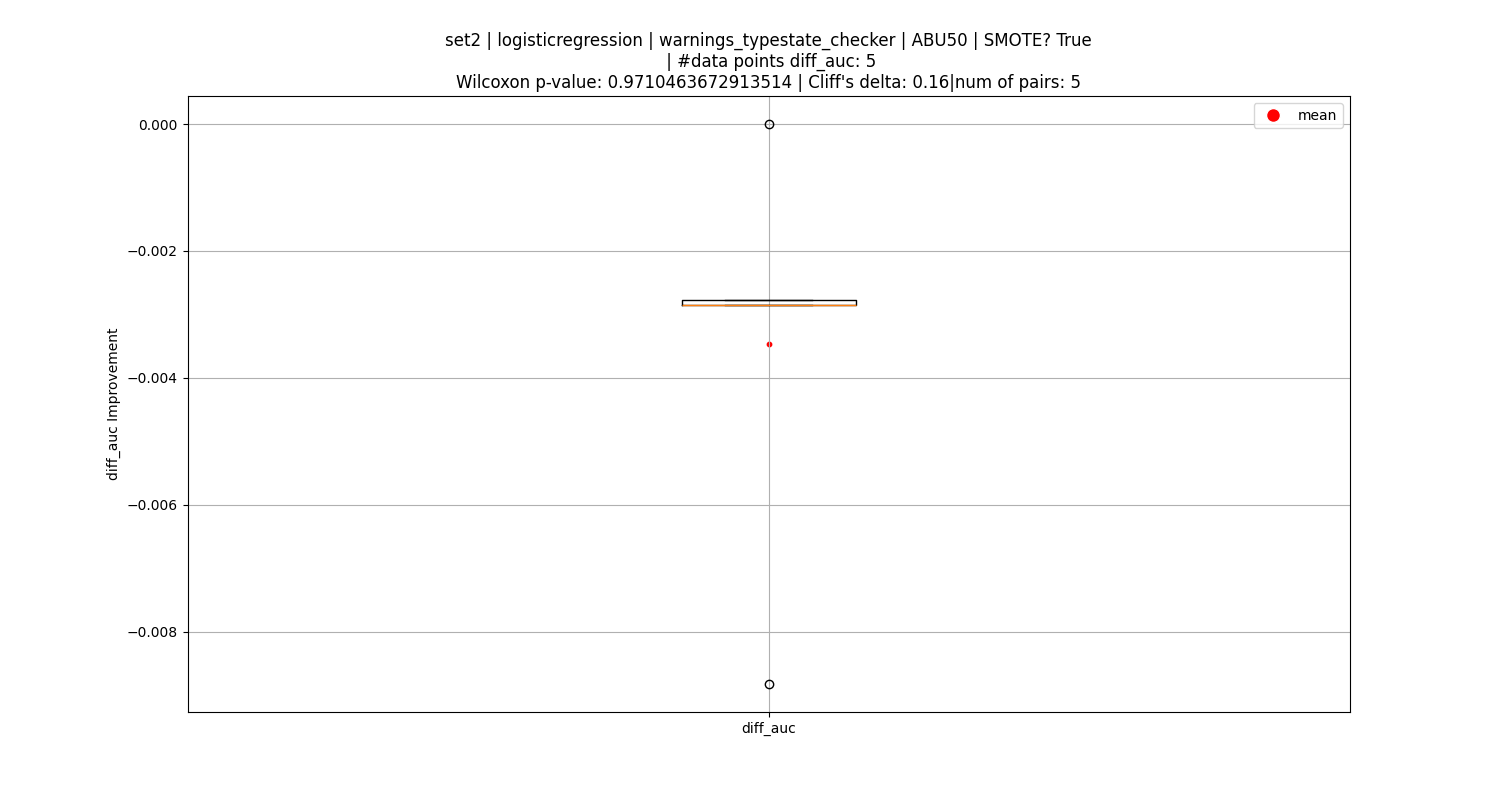 set2 | logisticregression | warnings_typestate_checker | ABU50 | SMOTE? True
| #data points diff_auc: 5
Wilcoxon p-value: 0.9710463672913514 | Cliff's delta: 0.16|num of pairs: 5
mean
0.000
−0.002
−0.004
−0.006
−0.008
diff_auc Improvement
diff_auc